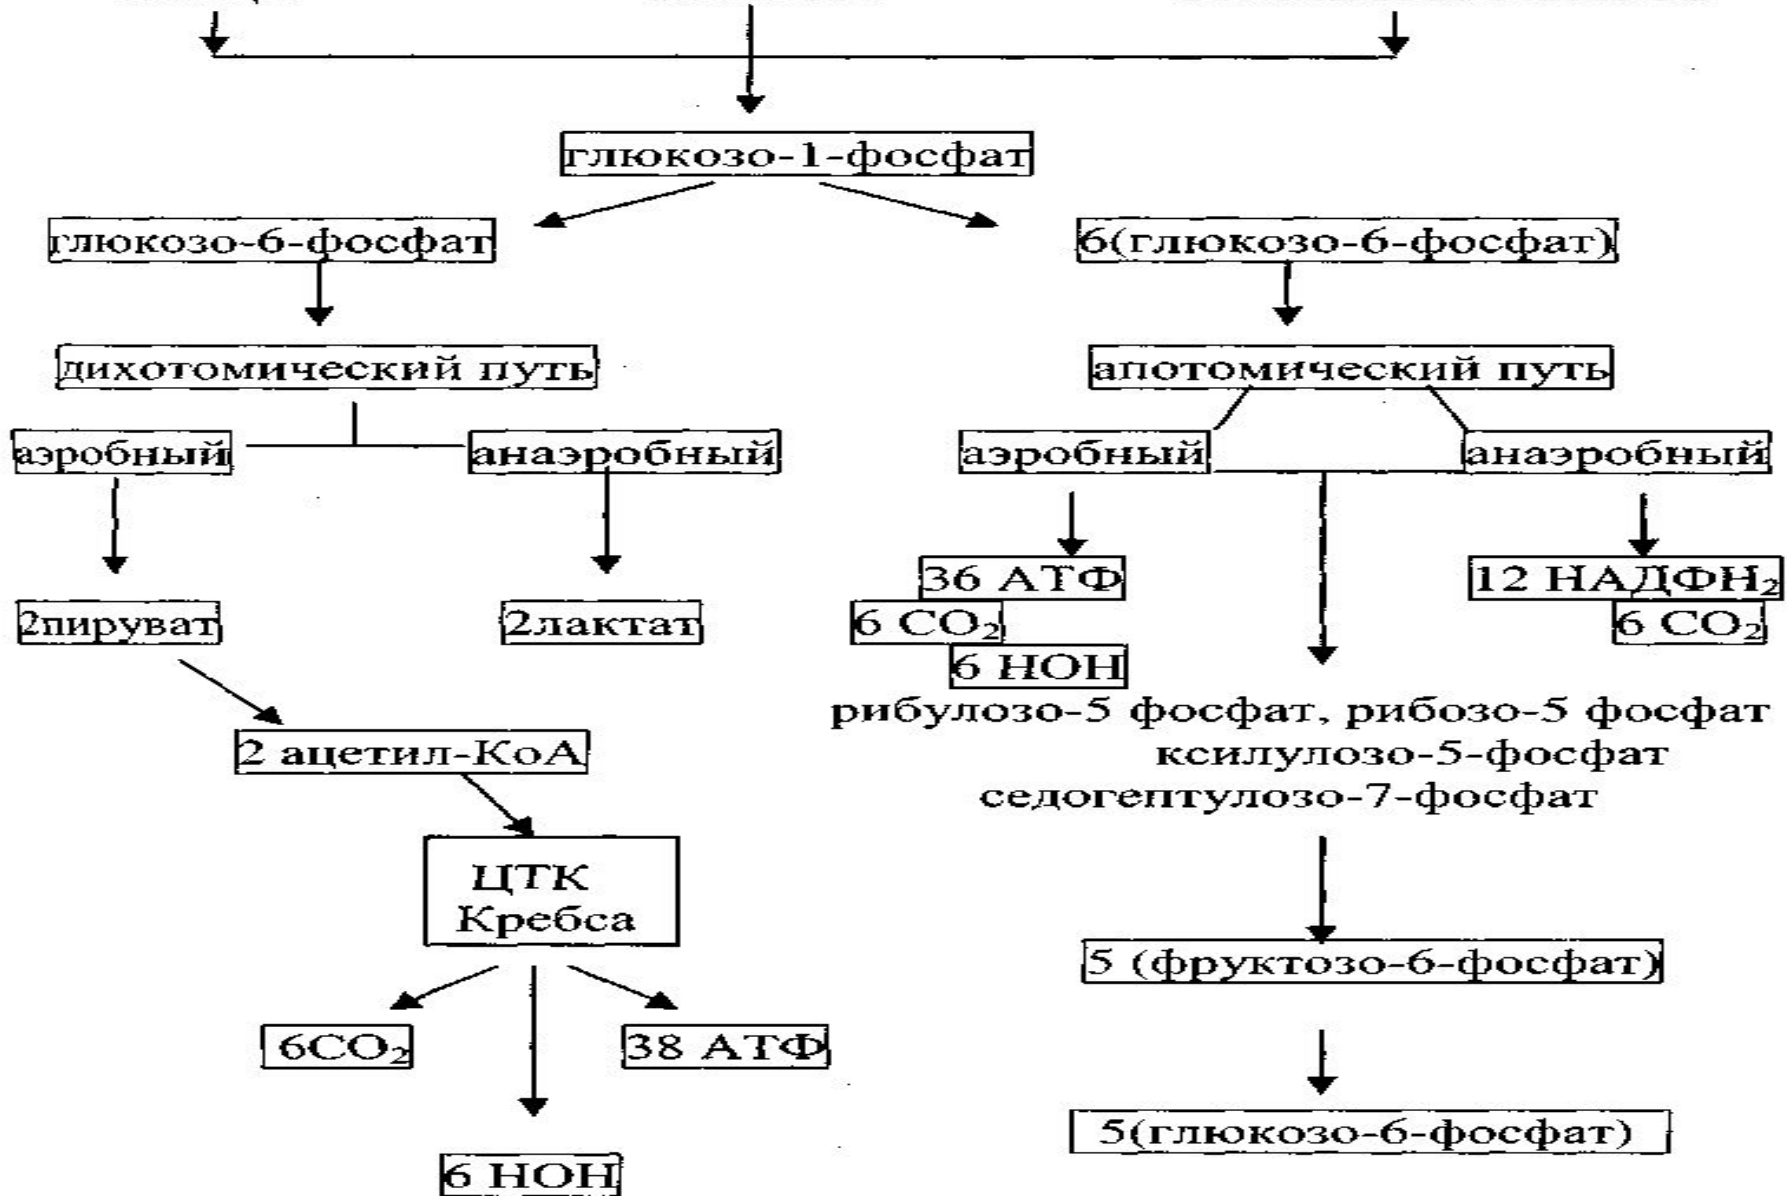 глюкозо-1-фосфат
глюкозо-6-фосфат
6(глюкозо-6-фосфат)
дихотомический путь
апотомический путь
аэробный
анаэробный
аэробный
анаэробный
36 АТФ
12 НАДФН₂
2пируват
2лактат
6 СО₂
6 СО₂
6 НОН
рибулозо-5 фосфат, рибозо-5 фосфат
2 ацетил-КоА
ксилулозо-5-фосфат
седогептулозо-7-фосфат
ЦТК
Кребса
5 (фруктозо-6-фосфат)
6СО₂
38 АТФ
5(глюкозо-6-фосфат)
6 НОН